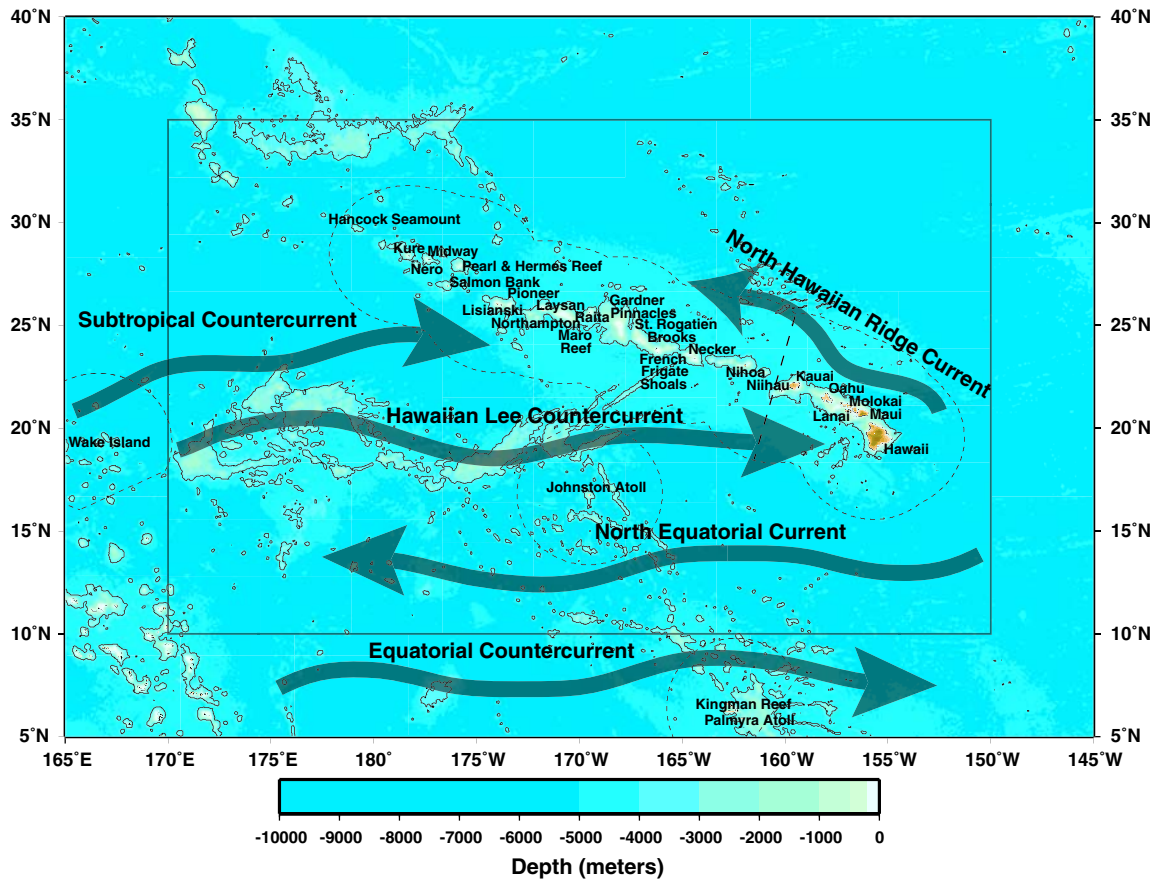 40°N
40°N
35°N
35°N
30°N
30°N
25°N
25°N
20°N
20°N
15°N
15°N
10°N
10°N
5°N
5°N
Hancock Seamount
Kure
Midway
Nero
Pearl & Hermes Reef
Salmon Bank
Pioneer
Lisianski
Laysan
Northampton
Raita
Maro
Reef
Gardner
Pinnacles
St. Rogatien
Brooks
Necker
French
Frigate
Shoals
Nihoa
Niihau
Kauai
Oahu
Molokai
Lanai
Maui
Hawaii
North Hawaiian Ridge Current
Subtropical Countercurrent
Hawaiian Lee Countercurrent
Wake Island
Johnston Atoll
North Equatorial Current
Equatorial Countercurrent
Kingman Reef
Palmyra Atoll
165°E 170°E 175°E 180° 175°W 170°W 165°W 160°W 155°W 150°W 145°W
-10000 -9000 -8000 -7000 -6000 -5000 -4000 -3000 -2000 -1000 0
Depth (meters)